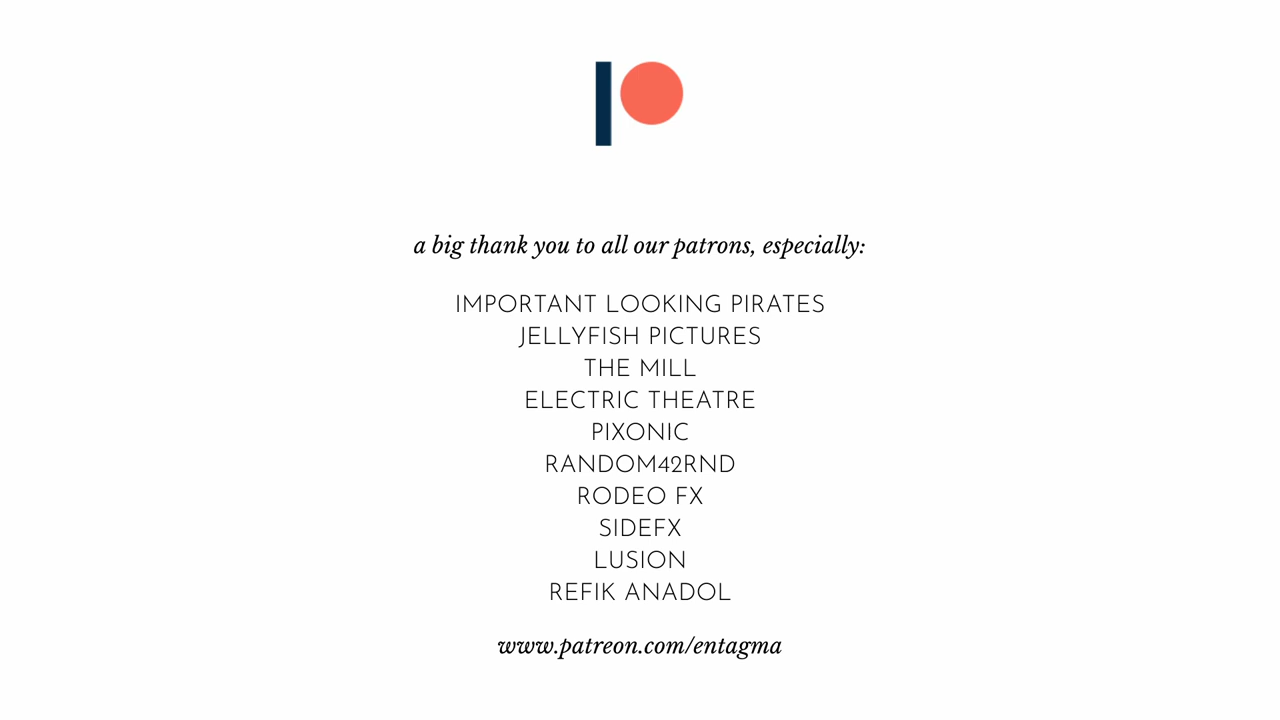 a big thank you to all our patrons, especially:
IMPORTANT LOOKING PIRATES
JELLYFISH PICTURES
THE MILL
ELECTRIC THEATRE
PIXONIC
RANDOM42RND
RODEO FX
SIDEFX
LUSION
REFIK ANADOL
www.patreon.com/entagma